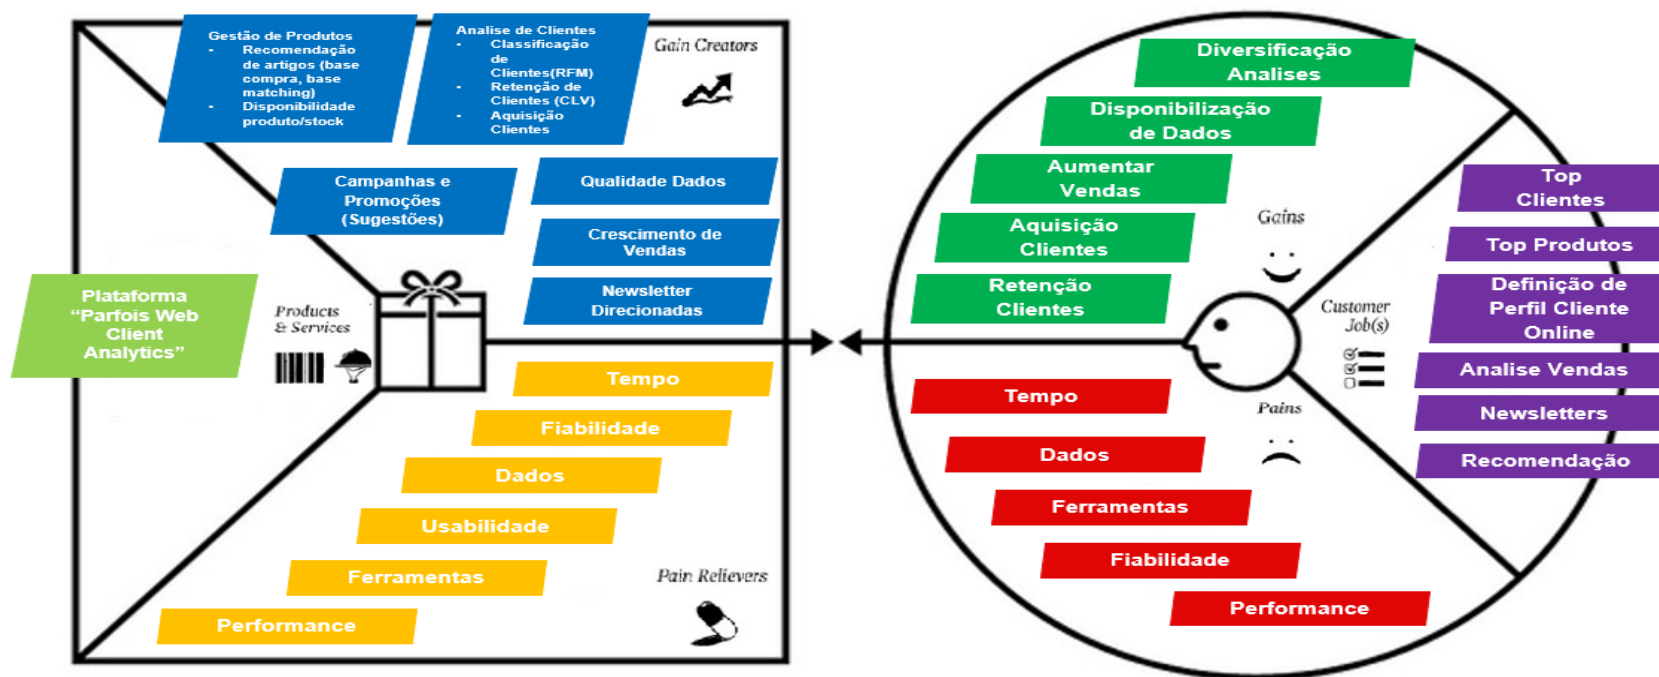 Gestão de Produtos
- Recomendação
de artigos (base
compra, base
matching)
- Disponibilidade
produto/stock
Analise de Clientes
- Classificação
de
Clientes(RFM)
- Retenção de
Clientes (CLV)
- Aquisição
Clientes
Gain Creators
Campanhas e
Promoções
(Sugestões)
Qualidade Dados
Crescimento de
Vendas
Newsletter
Direcionadas
Plataforma
“Parfois Web
Client
Analytics”
Products
& Services
Tempo
Fiabilidade
Dados
Usabilidade
Ferramentas
Performance
Pain Relievers
Diversificação
Analises
Disponibilização
de Dados
Aumentar
Vendas
Aquisição
Clientes
Retenção
Clientes
Gains
Customer
Job(s)
Top
Clientes
Top Produtos
Definição de
Perfil Cliente
Online
Analise Vendas
Newsletters
Recomendação
Pains
Tempo
Dados
Ferramentas
Fiabilidade
Performance